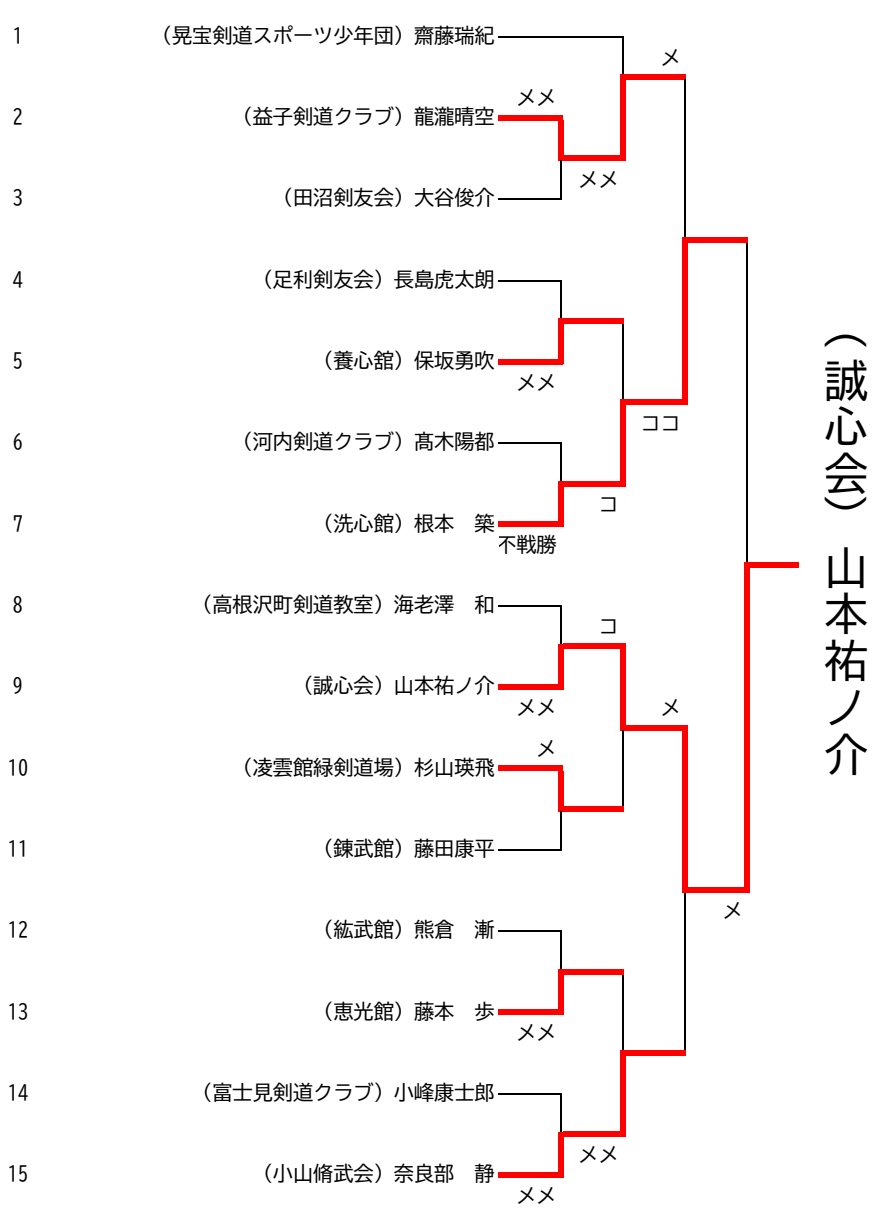 1 （晃宝剣道スポーツ少年団）齋藤瑞紀
メ
メメ
2 （益子剣道クラブ）龍瀧晴空
メメ
3 （田沼剣友会）大谷俊介
4 （足利剣友会）長島虎太朗
5 （養心舘）保坂勇吹
メメ
ココ
6 （河内剣道クラブ）髙木陽都
コ
7 （洗心館）根本　築
不戦勝
8 （高根沢町剣道教室）海老澤　和
コ
9 （誠心会）山本祐ノ介
メメ
メ
メ
10 （凌雲館緑剣道場）杉山瑛飛
11 （錬武館）藤田康平
メ
12 （紘武館）熊倉　漸
13 （恵光館）藤本　歩
メメ
14 （富士見剣道クラブ）小峰康士郎
メメ
15 （小山脩武会）奈良部　静
メメ
（誠心会）　山本祐ノ介